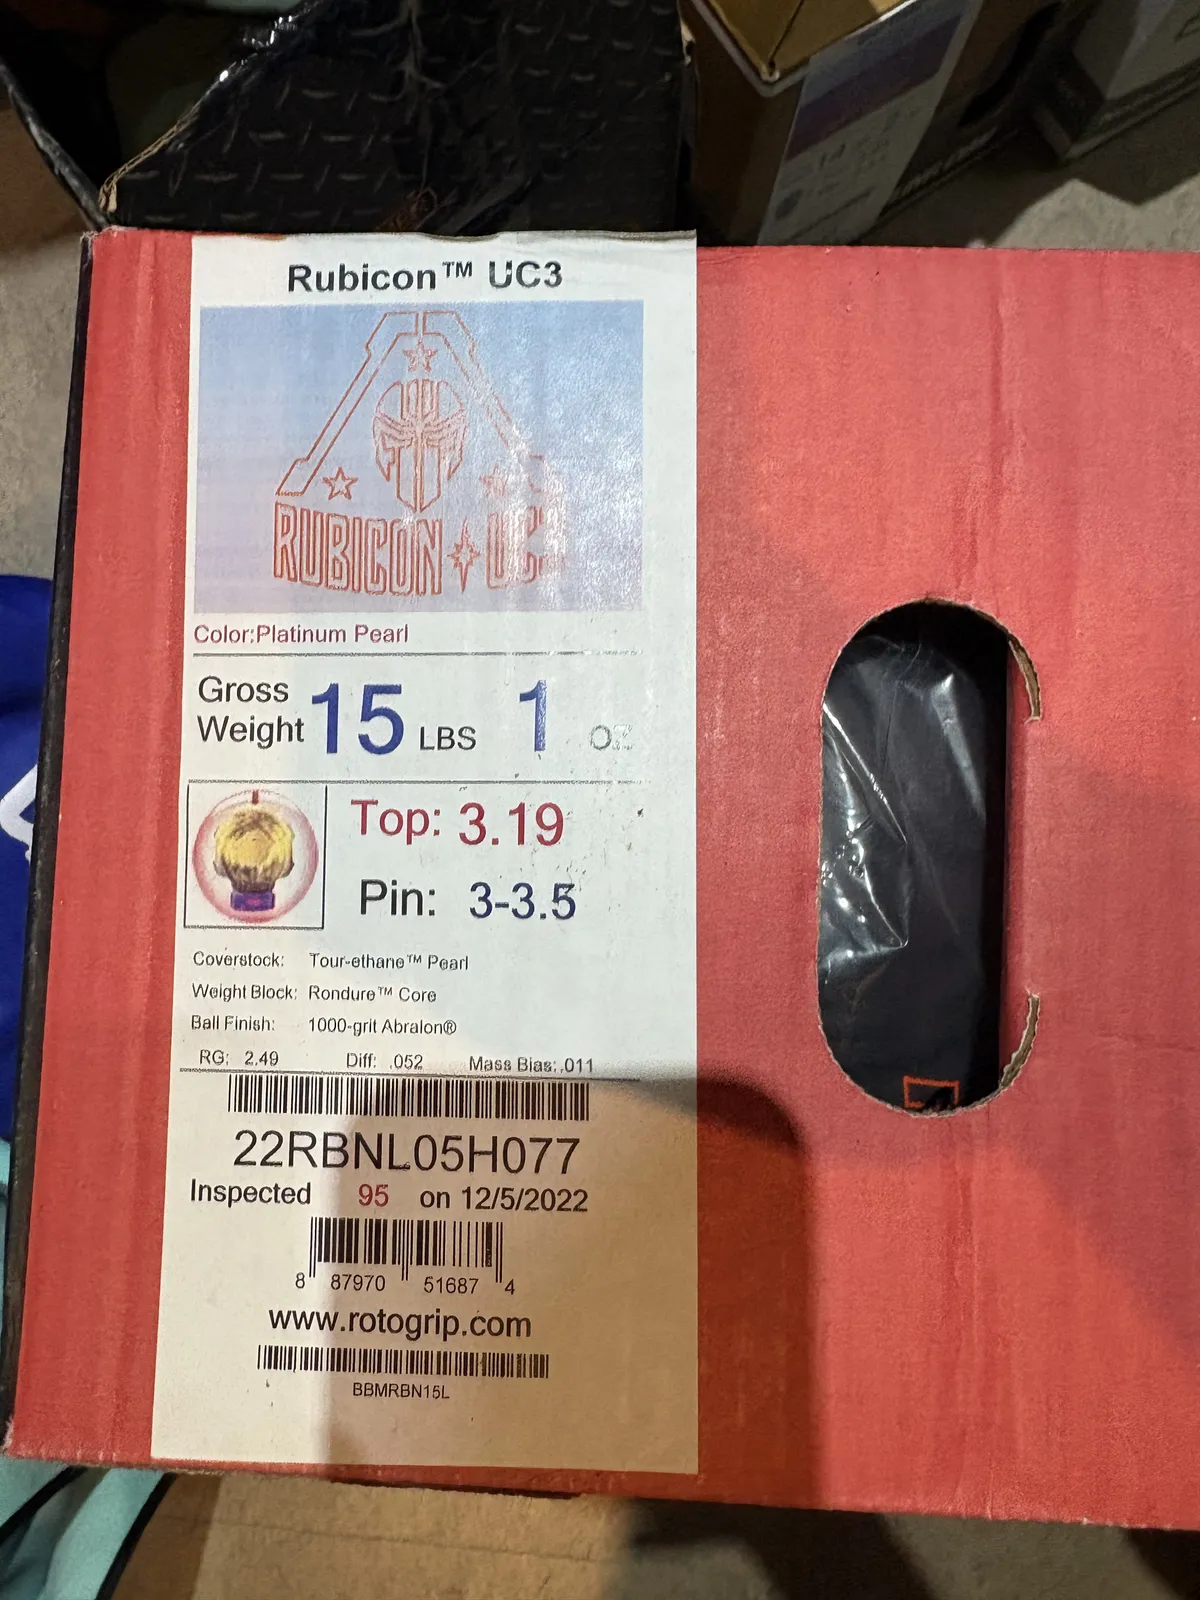 Rubicon™ UC3
RUBICON UC3
Color:Platinum Pearl
Gross Weight 15 LBS 1 OZ
Top: 3.19
Pin: 3-3.5
Coverstock: Tour-ethane™ Pearl
Weight Block: Rondure™ Core
Ball Finish: 1000-grit Abralon®
RG: 2.49 Diff: .052 Mass Bias: .011
22RBNL05H077
Inspected 95 on 12/5/2022
8 87970 51687 4
www.rotogrip.com
BBMRBN15L